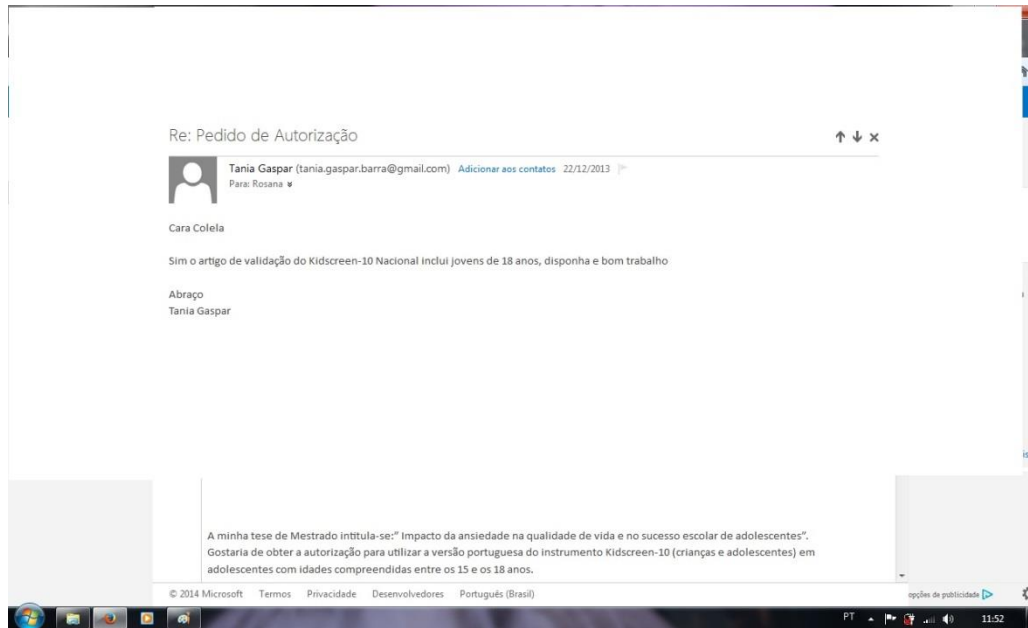 Re: Pedido de Autorização
Tania Gaspar (tania.gaspar.barra@gmail.com) Adicionar aos contatos 22/12/2013
Para: Rosana
Cara Colela
Sim o artigo de validação do Kidscreen-10 Nacional inclui jovens de 18 anos, disponha e bom trabalho
Abraço
Tania Gaspar
A minha tese de Mestrado intitula-se:” Impacto da ansiedade na qualidade de vida e no sucesso escolar de adolescentes”.
Gostaria de obter a autorização para utilizar a versão portuguesa do instrumento Kidscreen-10 (crianças e adolescentes) em
adolescentes com idades compreendidas entre os 15 e os 18 anos.
© 2014 Microsoft Termos Privacidade Desenvolvedores Português (Brasil) opções de publicidade
PT 11:52